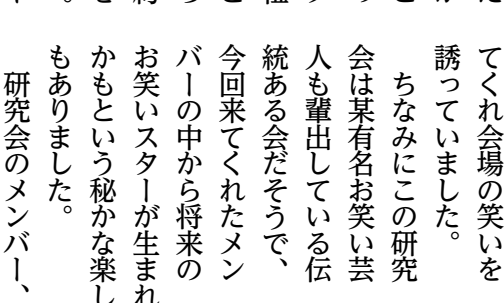 てくれ会場の笑いを
誘っていました。
ちなみにこの研究
会は某有名お笑い芸
人も輩出している伝
統ある会だそうで、
今回来てくれたメン
バーの中から将来の
お笑いスターが生まれ
かもという秘かな楽し
もありました。
研究会のメンバー、